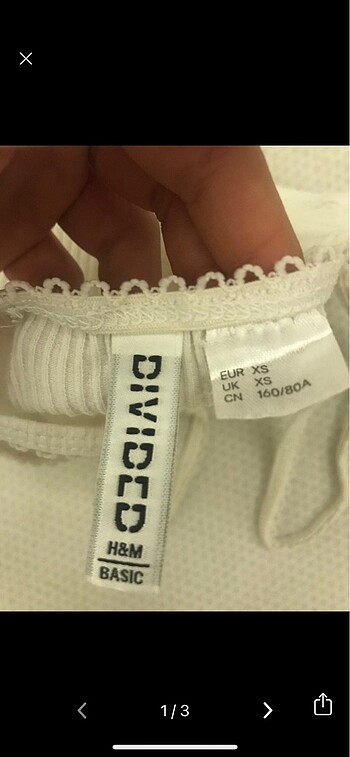 DIVIDED
H&M
BASIC
EUR XS
UK XS
CN 160/80A
1/3